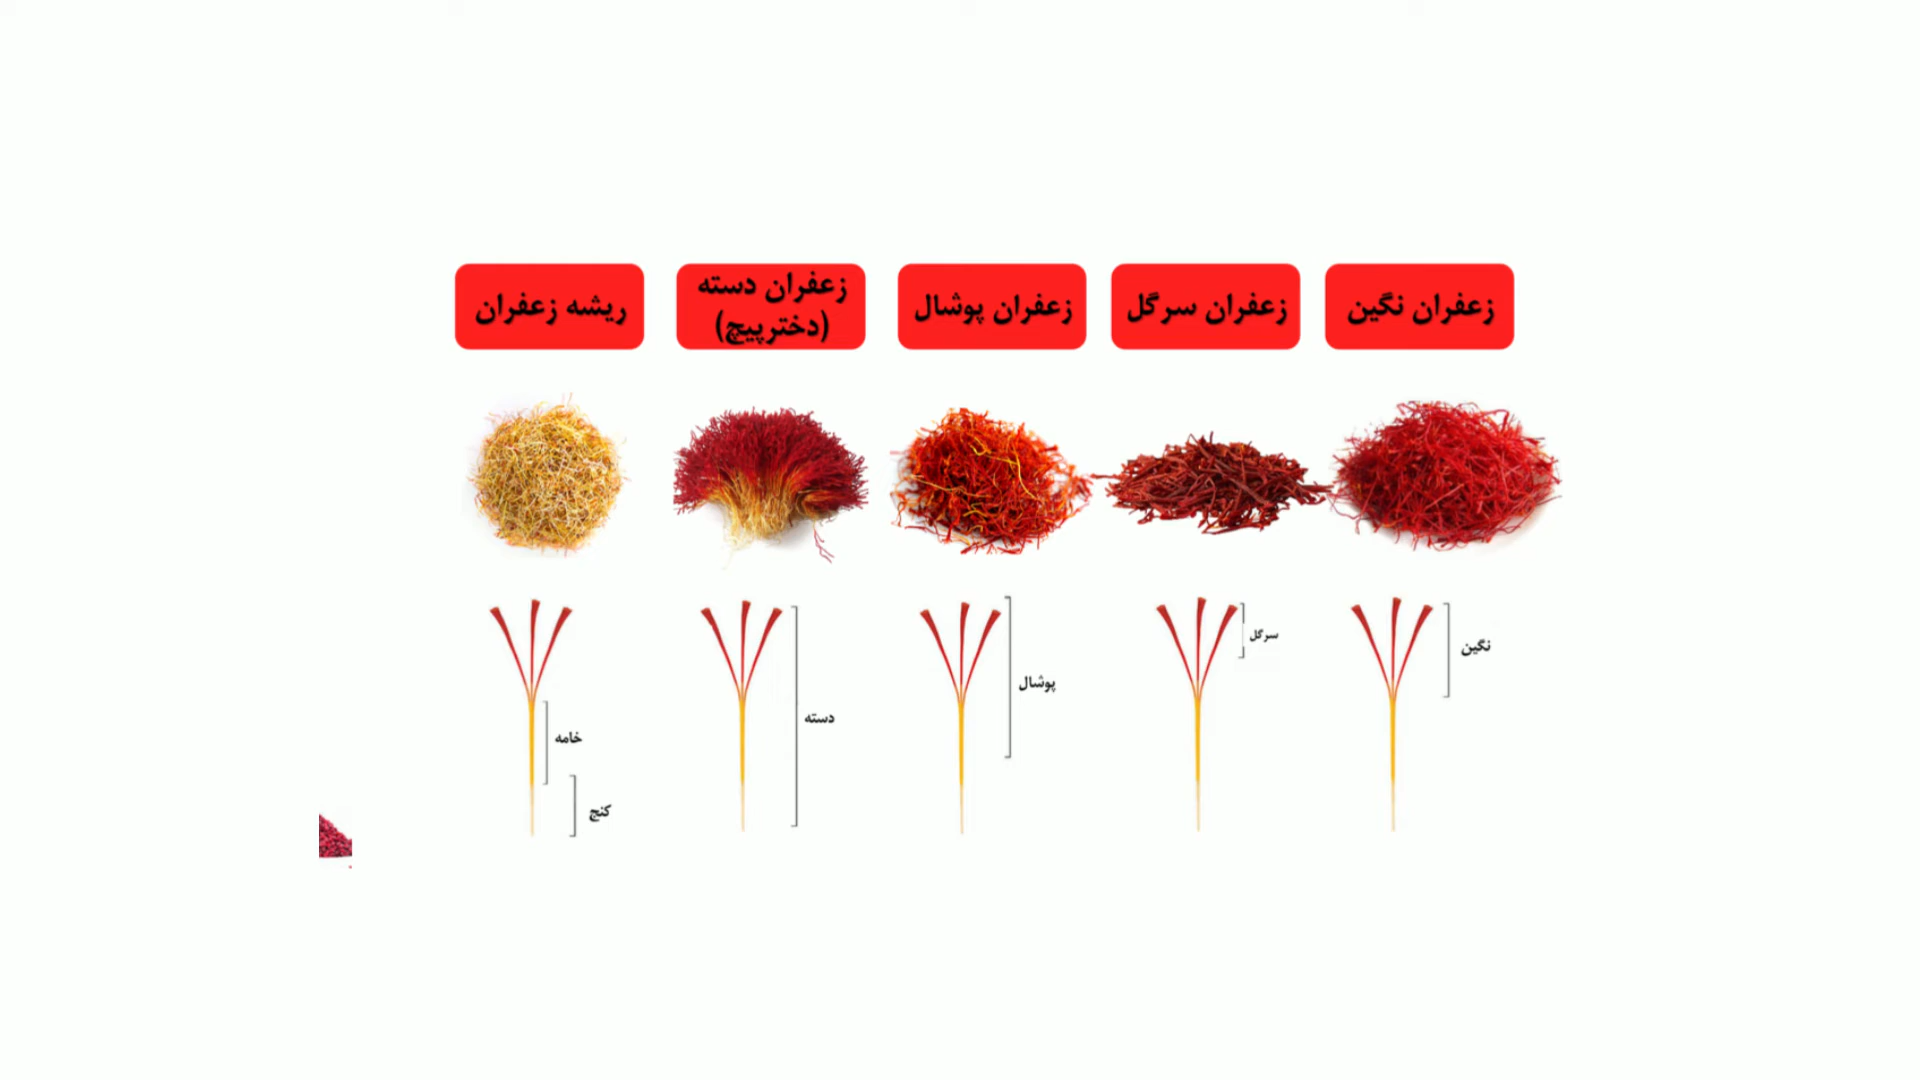 زعفران نگین
زعفران سرگل
زعفران پوشال
زعفران دسته
(دخترپیچ)
ریشه زعفران
نگین
سرگل
پوشال
دسته
خامه
کنج